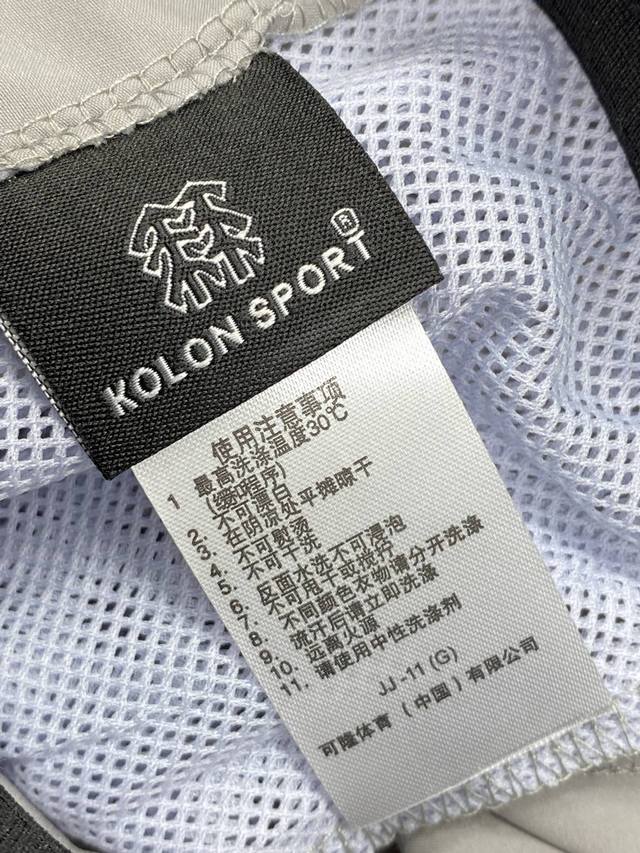 KOLON SPORT
®
使用注意事项
1 最高洗涤温度30℃
(缓和程序)
2. 不可漂白
3. 在阴凉处平摊晾干
4. 不可熨烫
5. 不可干洗
6. 反面水洗不可浸泡
7. 不可甩干或搅拧
8. 不同颜色衣物请分开洗涤
9. 流汗后请立即洗涤
10. 远离火源
11. 请使用中性洗涤剂
JJ-11 (G)
可隆体育（中国）有限公司